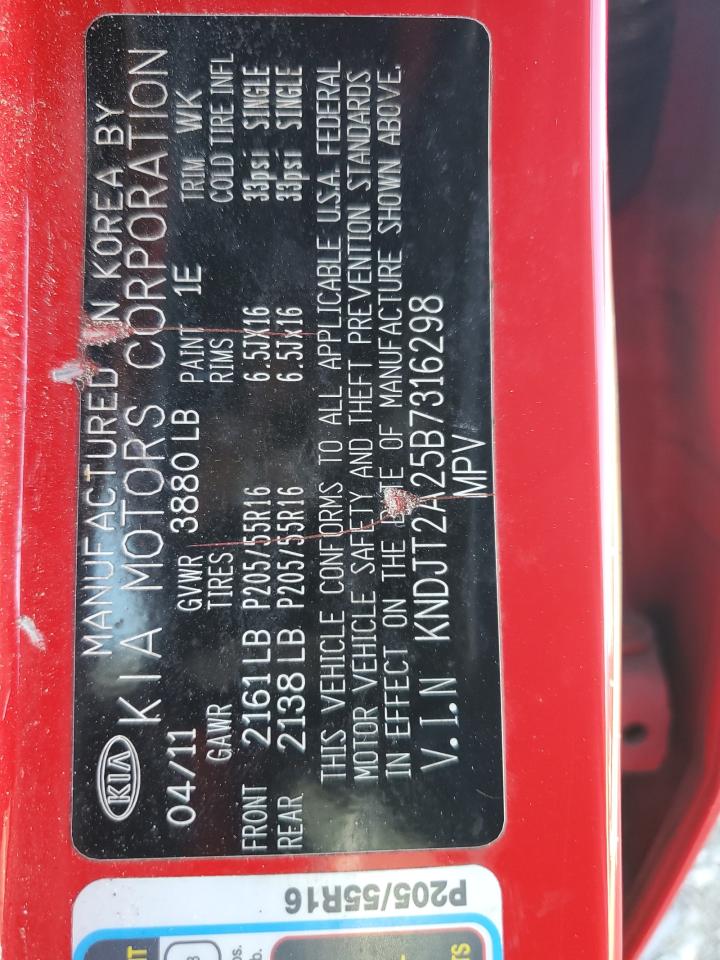 MANUFACTURED IN KOREA BY
KIA KIA MOTORS CORPORATION
04/11 GVWR 3880 LB PAINT 1E TRIM WK
GAWR TIRES RIMS COLD TIRE INFL
FRONT 2161 LB P205/55R16 6.5JX16 33psi SINGLE
REAR 2138 LB P205/55R16 6.5JX16 33psi SINGLE
THIS VEHICLE CONFORMS TO ALL APPLICABLE U.S.A. FEDERAL
MOTOR VEHICLE SAFETY AND THEFT PREVENTION STANDARDS
IN EFFECT ON THE DATE OF MANUFACTURE SHOWN ABOVE.
V.I.N KNDJT2A25B7316298
MPV
P205/55R16